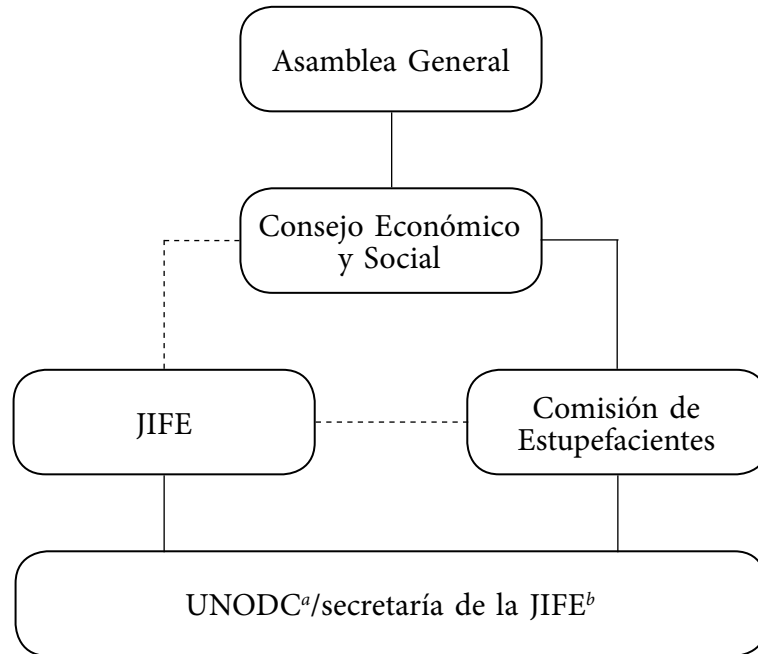 Asamblea General
Consejo Económico
y Social
JIFE
Comisión de
Estupefacientes
UNODCᵃ/secretaría de la JIFEᵇ